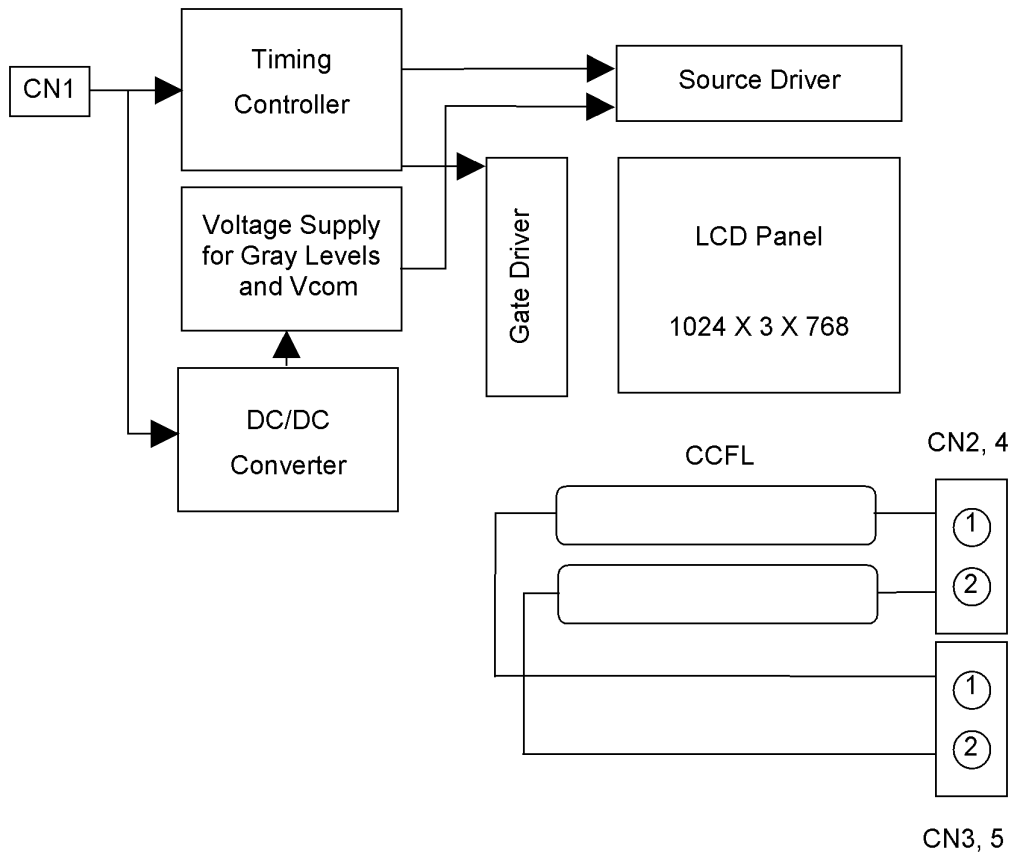 CN1
Timing
Controller
Source Driver
Voltage Supply
for Gray Levels
and Vcom
Gate Driver
LCD Panel
1024 X 3 X 768
DC/DC
Converter
CCFL
CN2, 4
1
2
1
2
CN3, 5